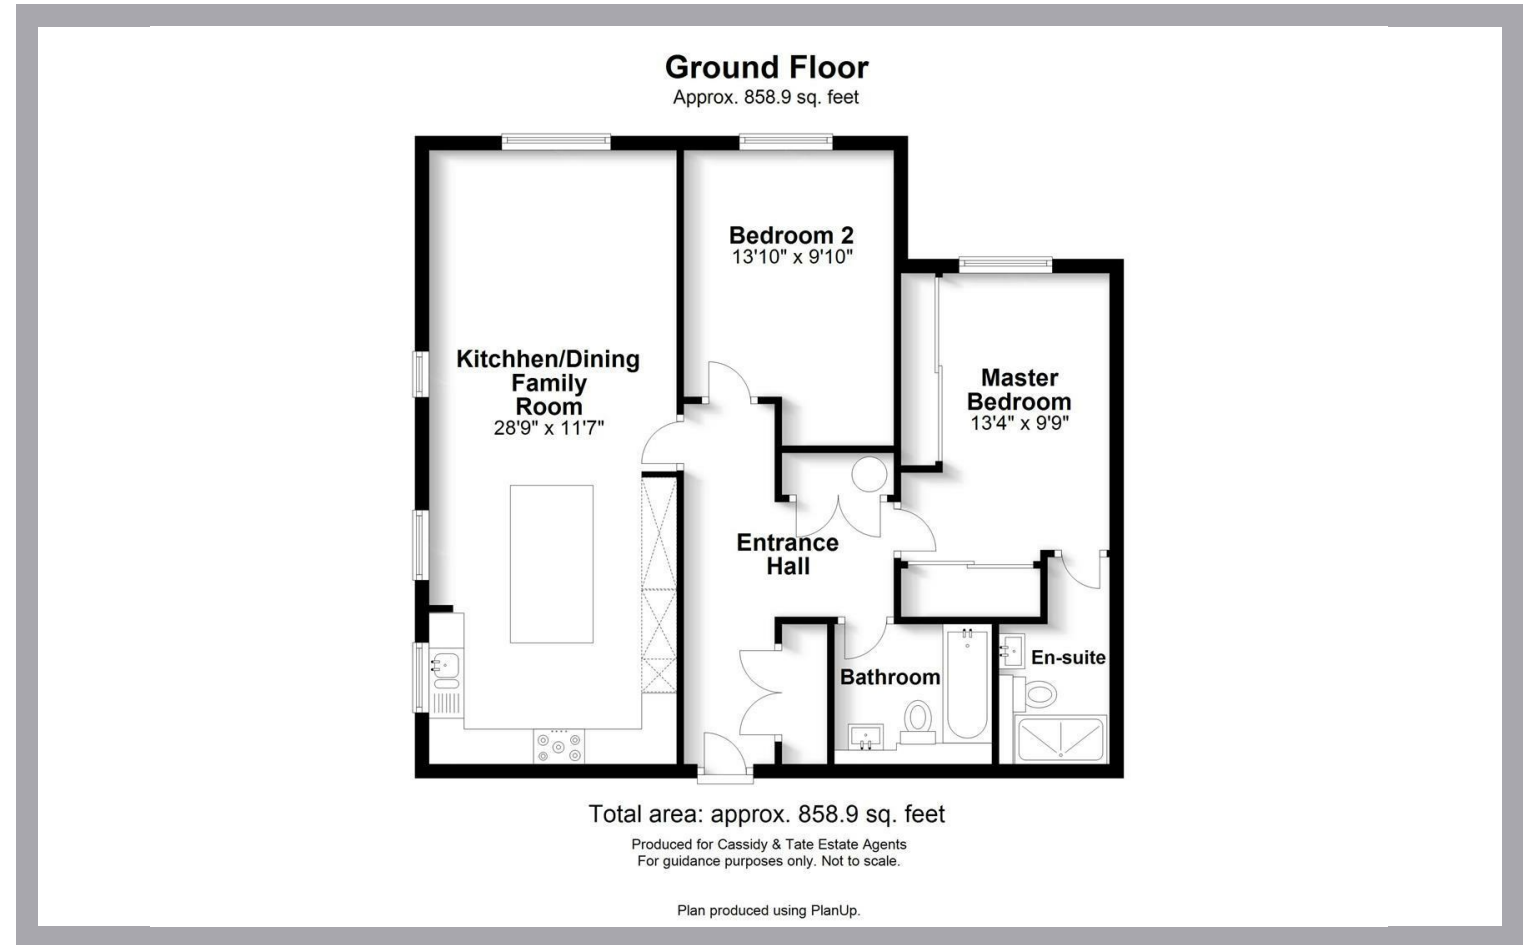 Ground Floor
Approx. 858.9 sq. feet
Bedroom 2
13'10" x 9'10"
Kitchhen/Dining
Family
Room
28'9" x 11'7"
Master
Bedroom
13'4" x 9'9"
Entrance
Hall
Bathroom
En-suite
Total area: approx. 858.9 sq. feet
Produced for Cassidy & Tate Estate Agents
For guidance purposes only. Not to scale.
Plan produced using PlanUp.